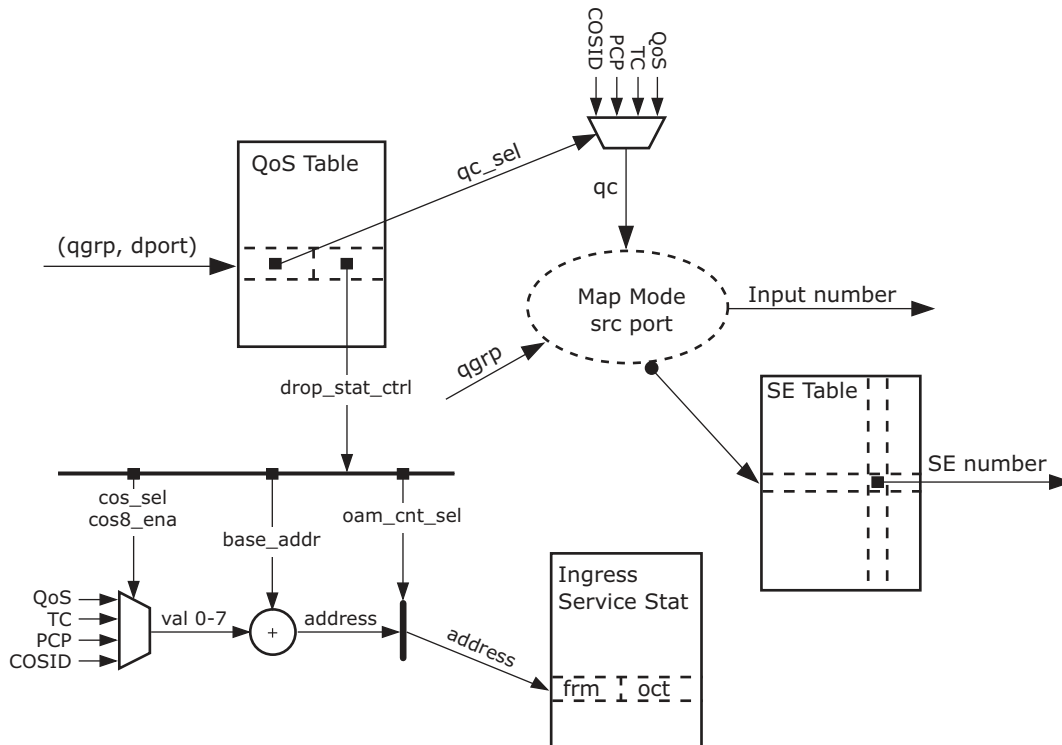 COSID
PCP
TC
QoS
QoS Table
qc_sel
qc
(qgrp, dport)
Map Mode
src port
Input number
qgrp
drop_stat_ctrl
SE Table
SE number
cos_sel
cos8_ena
base_addr
oam_cnt_sel
Ingress
Service Stat
QoS
TC
PCP
COSID
val 0-7
+
address
address
frm
oct